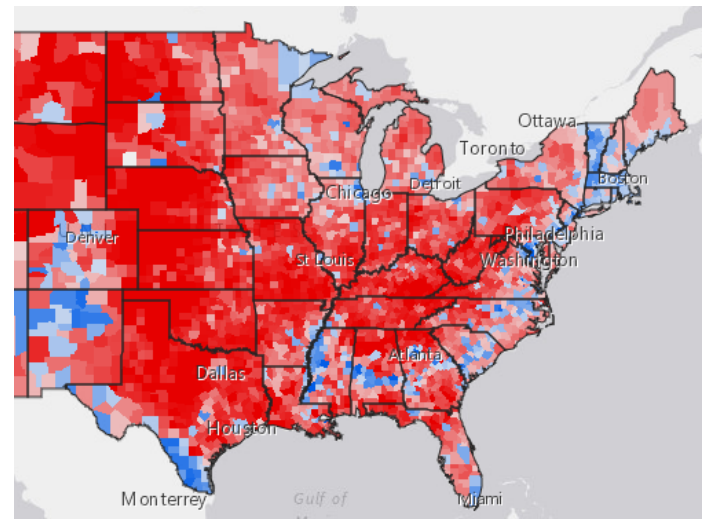 Ottawa
Toronto
Boston
Detroit
Chicago
Philadelphia
Denver
St Louis
Washington
Atlanta
Dallas
Houston
Monterrey
Gulf of
Miami